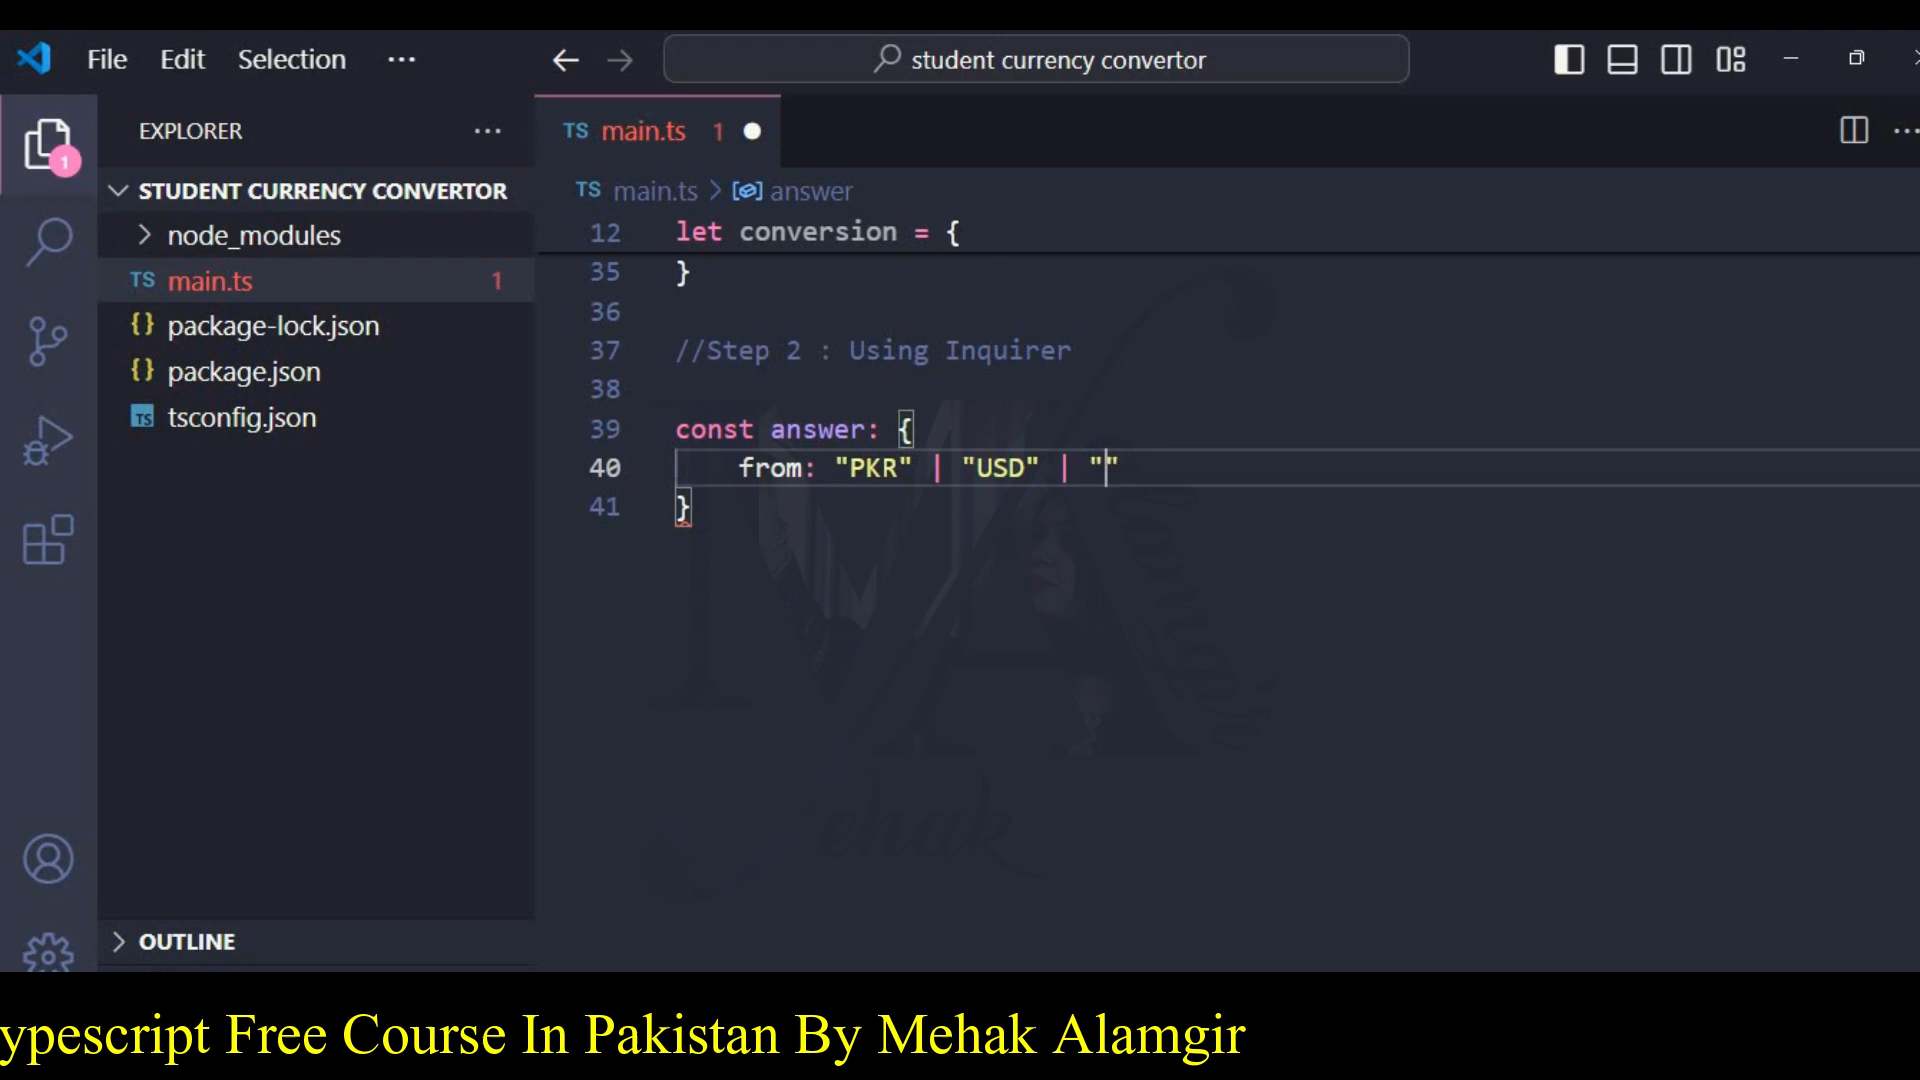 File Edit Selection ···
student currency convertor
EXPLORER ···
TS main.ts 1
1
STUDENT CURRENCY CONVERTOR
TS main.ts > answer
node_modules
12 let conversion = {
TS main.ts 1
35 }
{} package-lock.json
36
37 //Step 2 : Using Inquirer
{} package.json
38
TS tsconfig.json
39 const answer: {
40 from: "PKR" | "USD" | ""
41 }
ehak
OUTLINE
ypescript Free Course In Pakistan By Mehak Alamgir